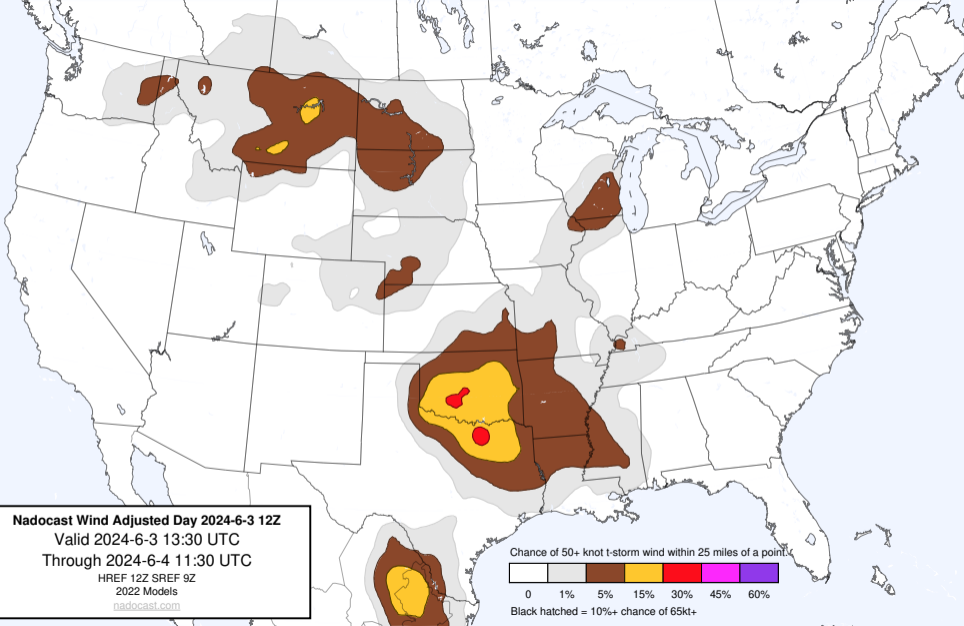 Nadocast Wind Adjusted Day 2024-6-3 12Z
Valid 2024-6-3 13:30 UTC
Through 2024-6-4 11:30 UTC
HREF 12Z SREF 9Z
2022 Models
nadocast.com
Chance of 50+ knot t-storm wind within 25 miles of a point.
0 1% 5% 15% 30% 45% 60%
Black hatched = 10%+ chance of 65kt+